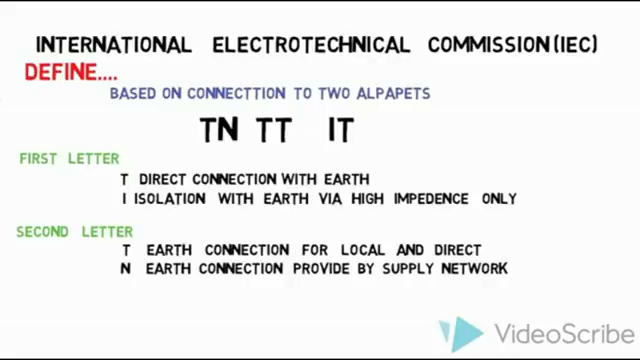 INTERNATIONAL ELECTROTECHNICAL COMMISSION(IEC)
DEFINE....
BASED ON CONNECTTION TO TWO ALPAPETS
TN TT IT
FIRST LETTER
T DIRECT CONNECTION WITH EARTH
I ISOLATION WITH EARTH VIA HIGH IMPEDENCE ONLY
SECOND LETTER
T EARTH CONNECTION FOR LOCAL AND DIRECT
N EARTH CONNECTION PROVIDE BY SUPPLY NETWORK
VideoScribe